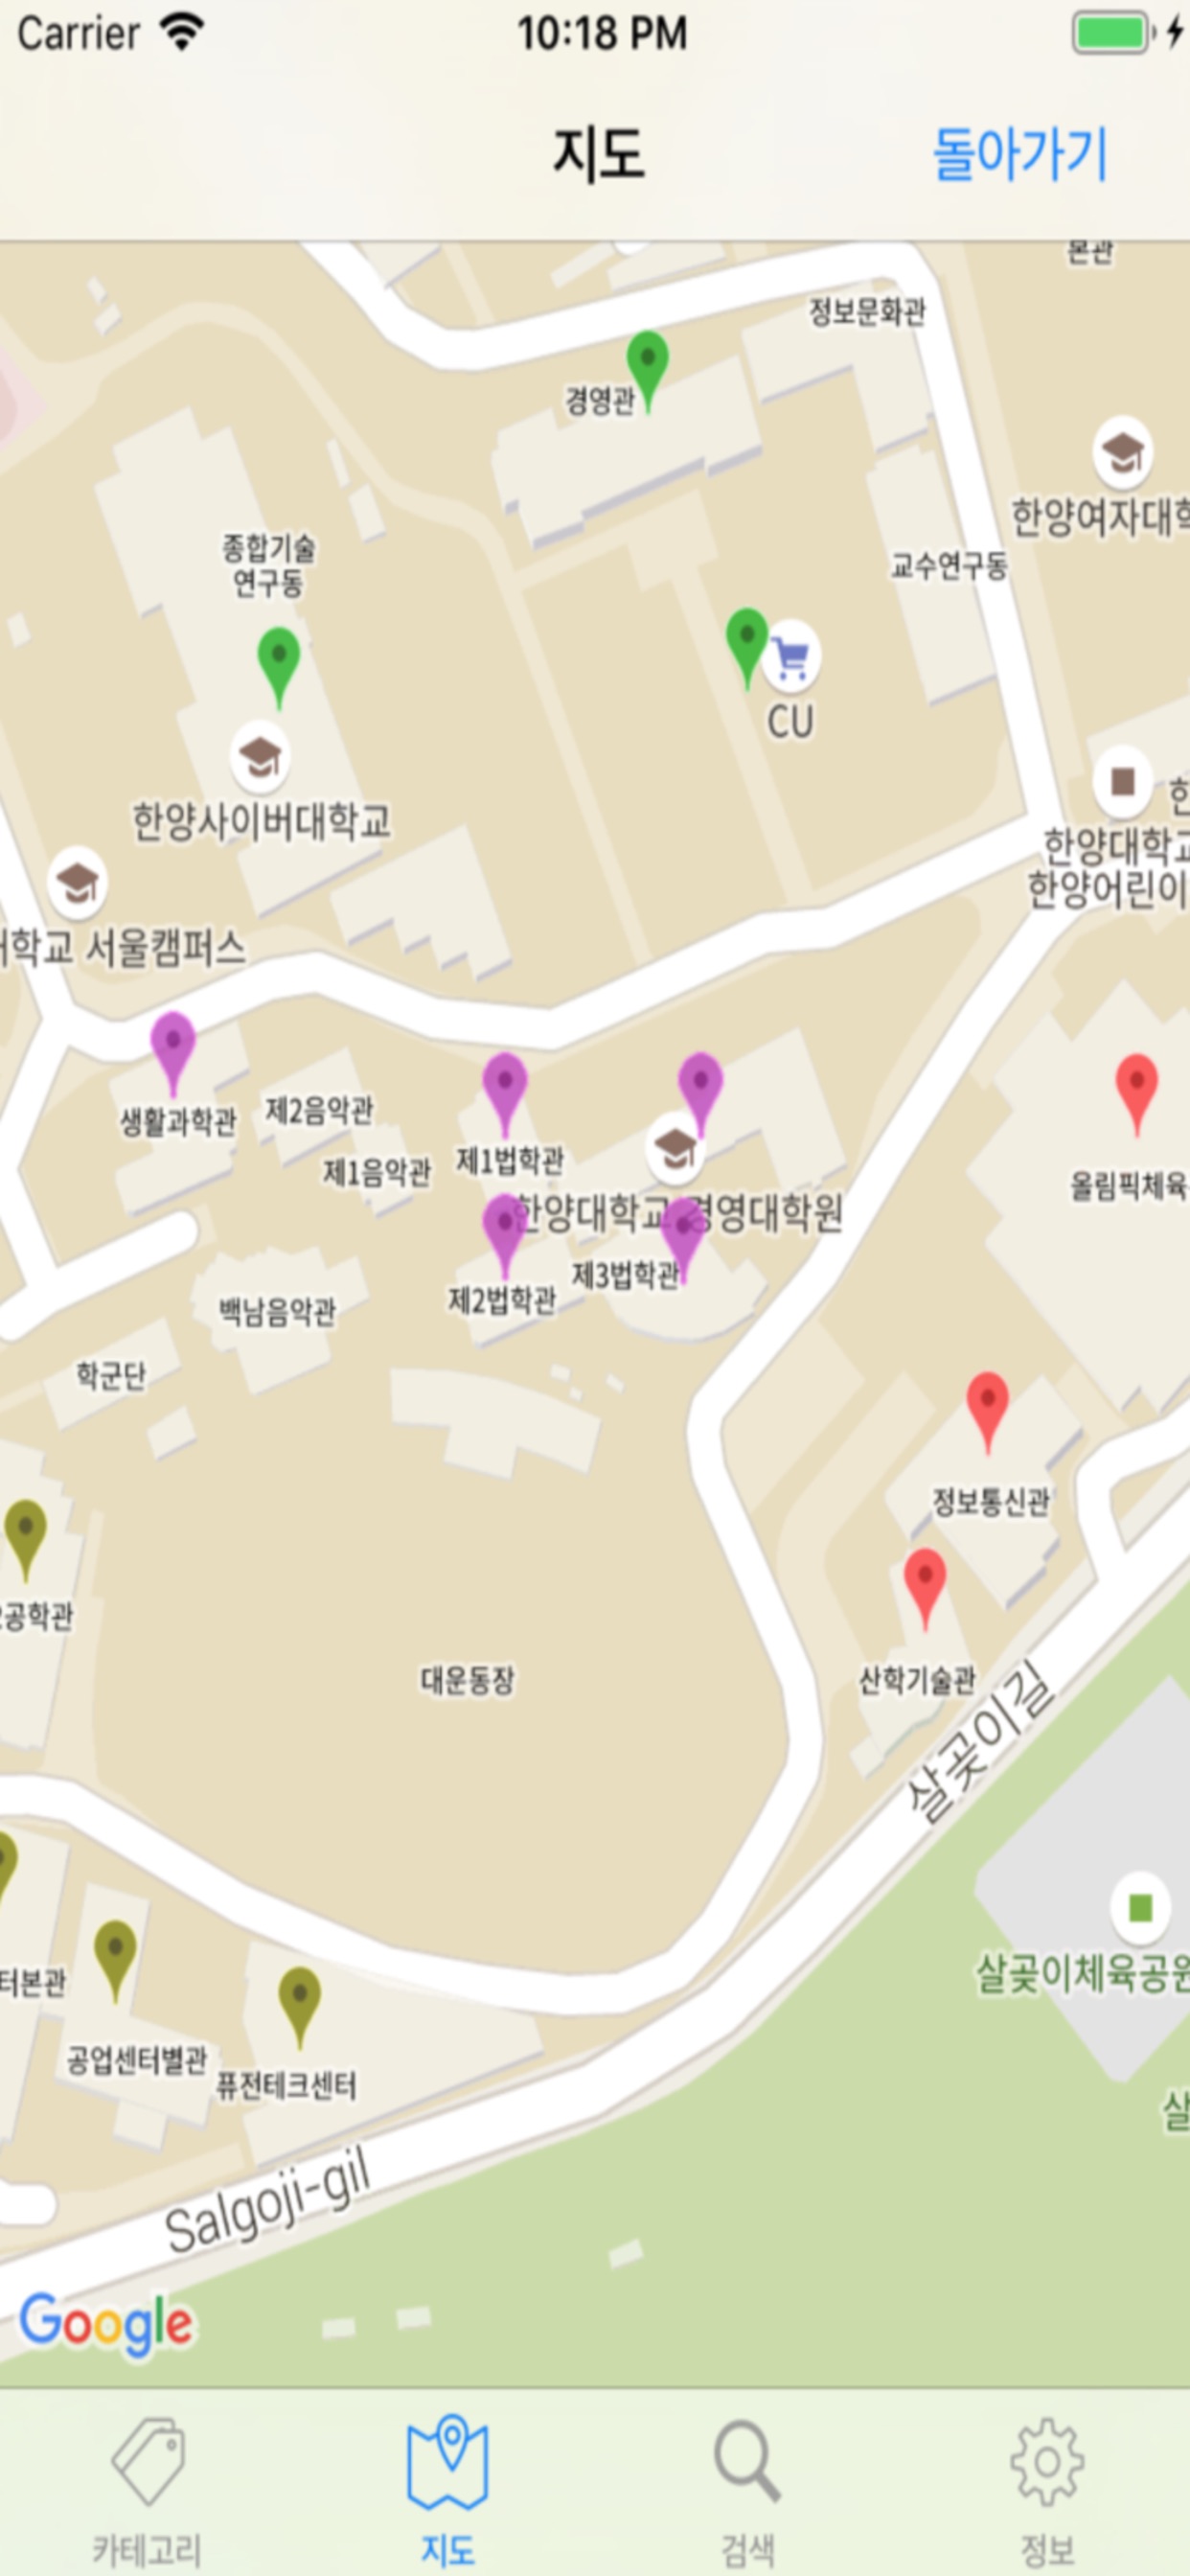 Carrier
10:18 PM
지도
돌아가기
본관
정보문화관
경영관
한양여자대학
종합기술
연구동
교수연구동
CU
한양사이버대학교
한
한양대학교
한양어린이
대학교 서울캠퍼스
생활과학관
제2음악관
제1음악관
제1법학관
한양대학교 경영대학원
올림픽체육
제2법학관
제3법학관
백남음악관
학군단
정보통신관
2공학관
대운동장
산학기술관
살곶이길
터본관
살곶이체육공원
공업센터별관
퓨전테크센터
살
Salgoji-gil
Google
카테고리
지도
검색
정보